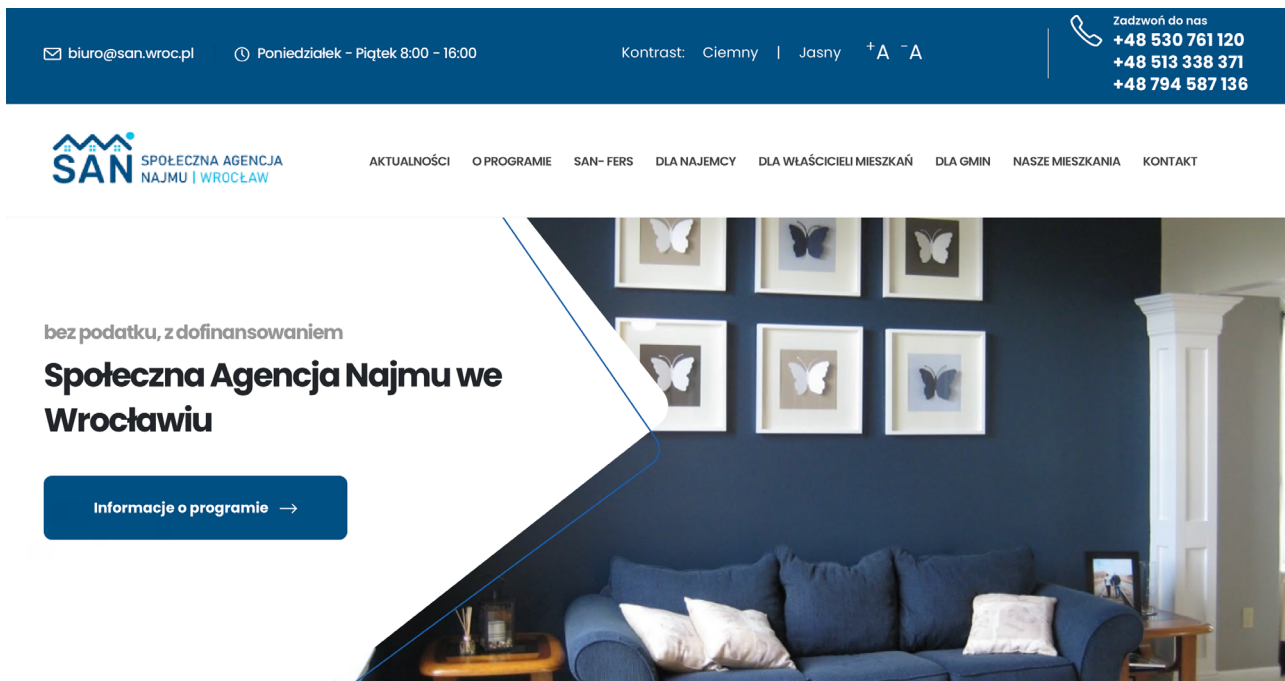 biuro@san.wroc.pl
Poniedziałek - Piątek 8:00 - 16:00
Kontrast: Ciemny | Jasny +A -A
Zadzwoń do nas
+48 530 761 120
+48 513 338 371
+48 794 587 136
SAN SPOŁECZNA AGENCJA
NAJMU | WROCŁAW
AKTUALNOŚCI O PROGRAMIE SAN- FERS DLA NAJEMCY DLA WŁAŚCICIELI MIESZKAŃ DLA GMIN NASZE MIESZKANIA KONTAKT
bez podatku, z dofinansowaniem
Społeczna Agencja Najmu we
Wrocławiu
Informacje o programie →